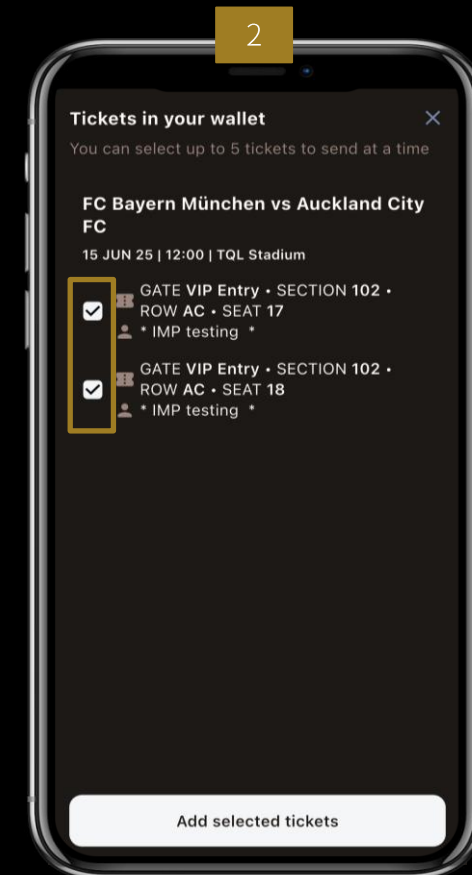 2
Tickets in your wallet
You can select up to 5 tickets to send at a time
FC Bayern München vs Auckland City
FC
15 JUN 25 | 12:00 | TQL Stadium
GATE VIP Entry • SECTION 102 •
ROW AC • SEAT 17
* IMP testing *
GATE VIP Entry • SECTION 102 •
ROW AC • SEAT 18
* IMP testing *
Add selected tickets